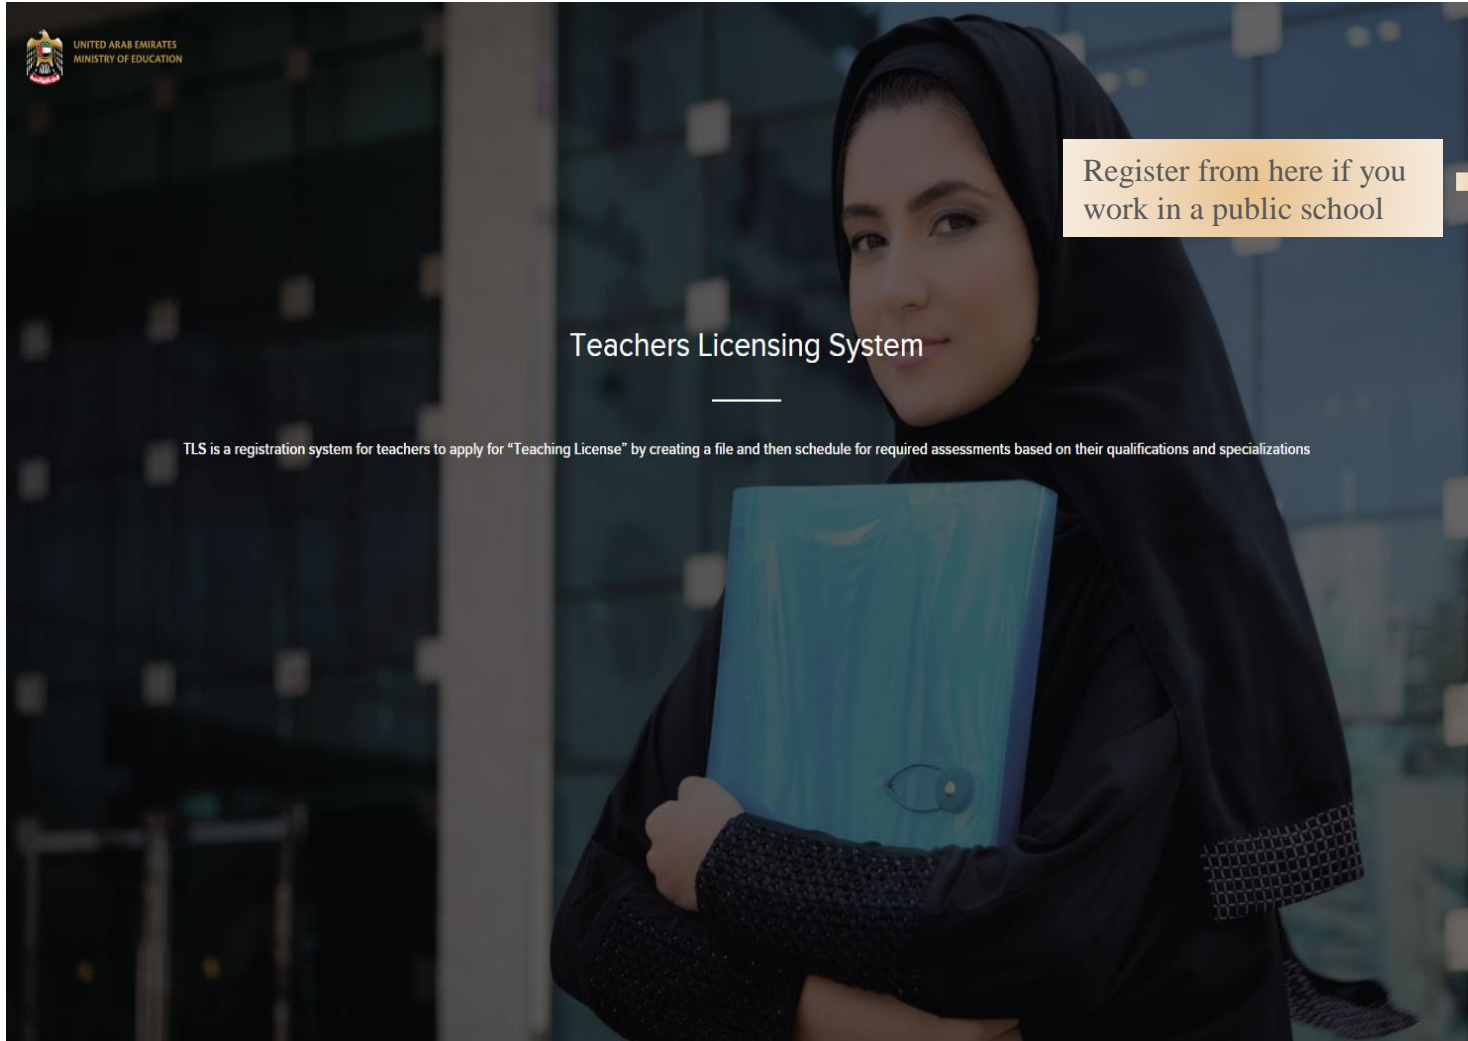 UNITED ARAB EMIRATES
MINISTRY OF EDUCATION
Register from here if you
work in a public school
Teachers Licensing System
TLS is a registration system for teachers to apply for “Teaching License” by creating a file and then schedule for required assessments based on their qualifications and specializations